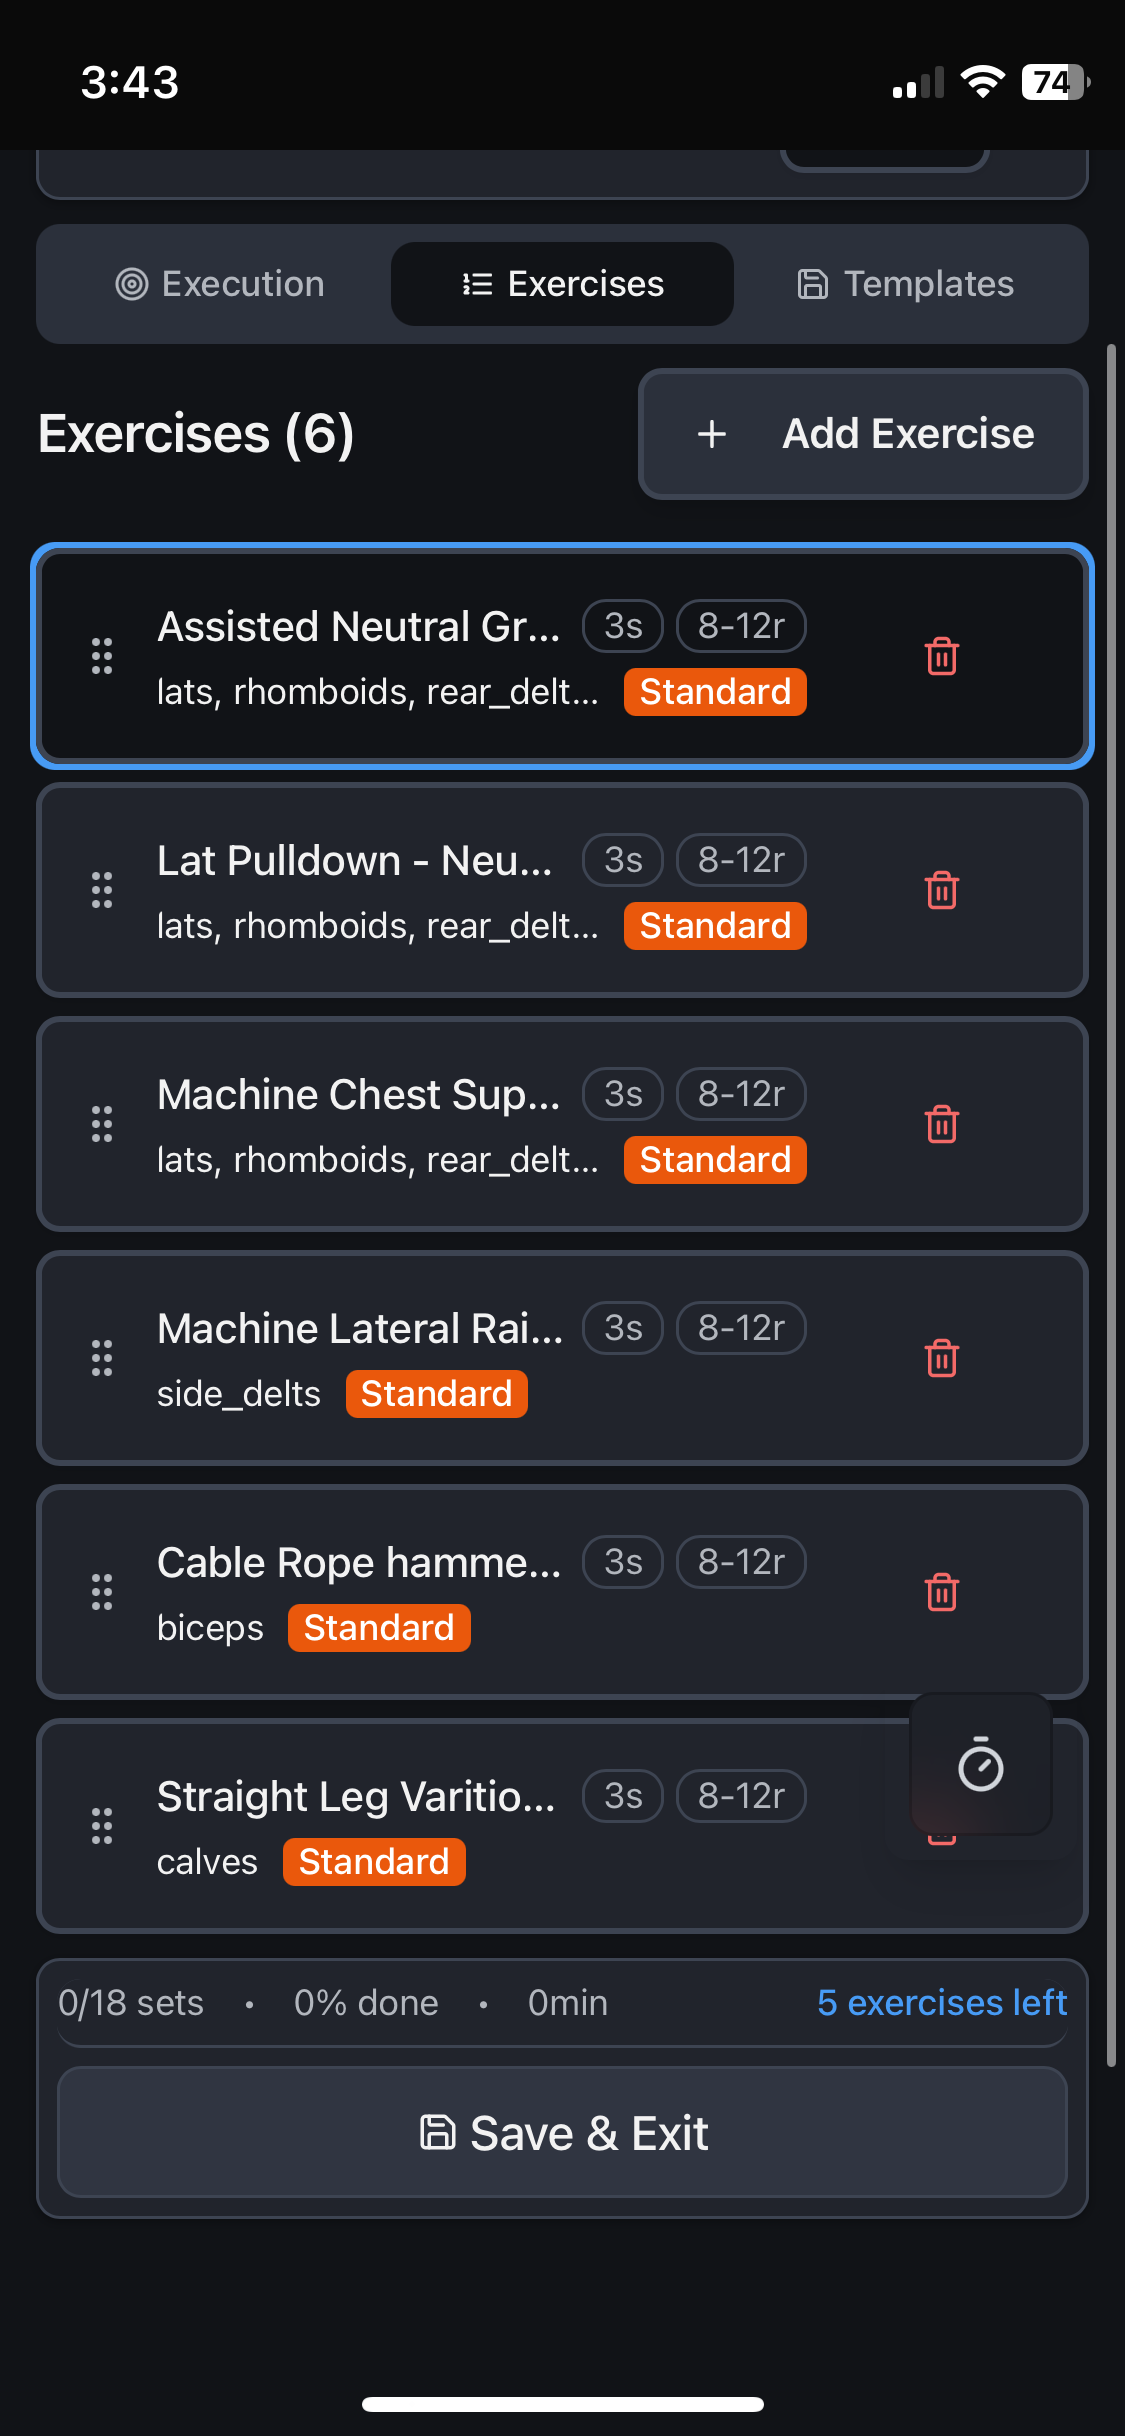 3:43
74
Execution
Exercises
Templates
Exercises (6)
+ Add Exercise
Assisted Neutral Gr... 3s 8-12r
lats, rhomboids, rear_delt... Standard
Lat Pulldown - Neu... 3s 8-12r
lats, rhomboids, rear_delt... Standard
Machine Chest Sup... 3s 8-12r
lats, rhomboids, rear_delt... Standard
Machine Lateral Rai... 3s 8-12r
side_delts Standard
Cable Rope hamme... 3s 8-12r
biceps Standard
Straight Leg Varitio... 3s 8-12r
calves Standard
0/18 sets • 0% done • 0min 5 exercises left
Save & Exit